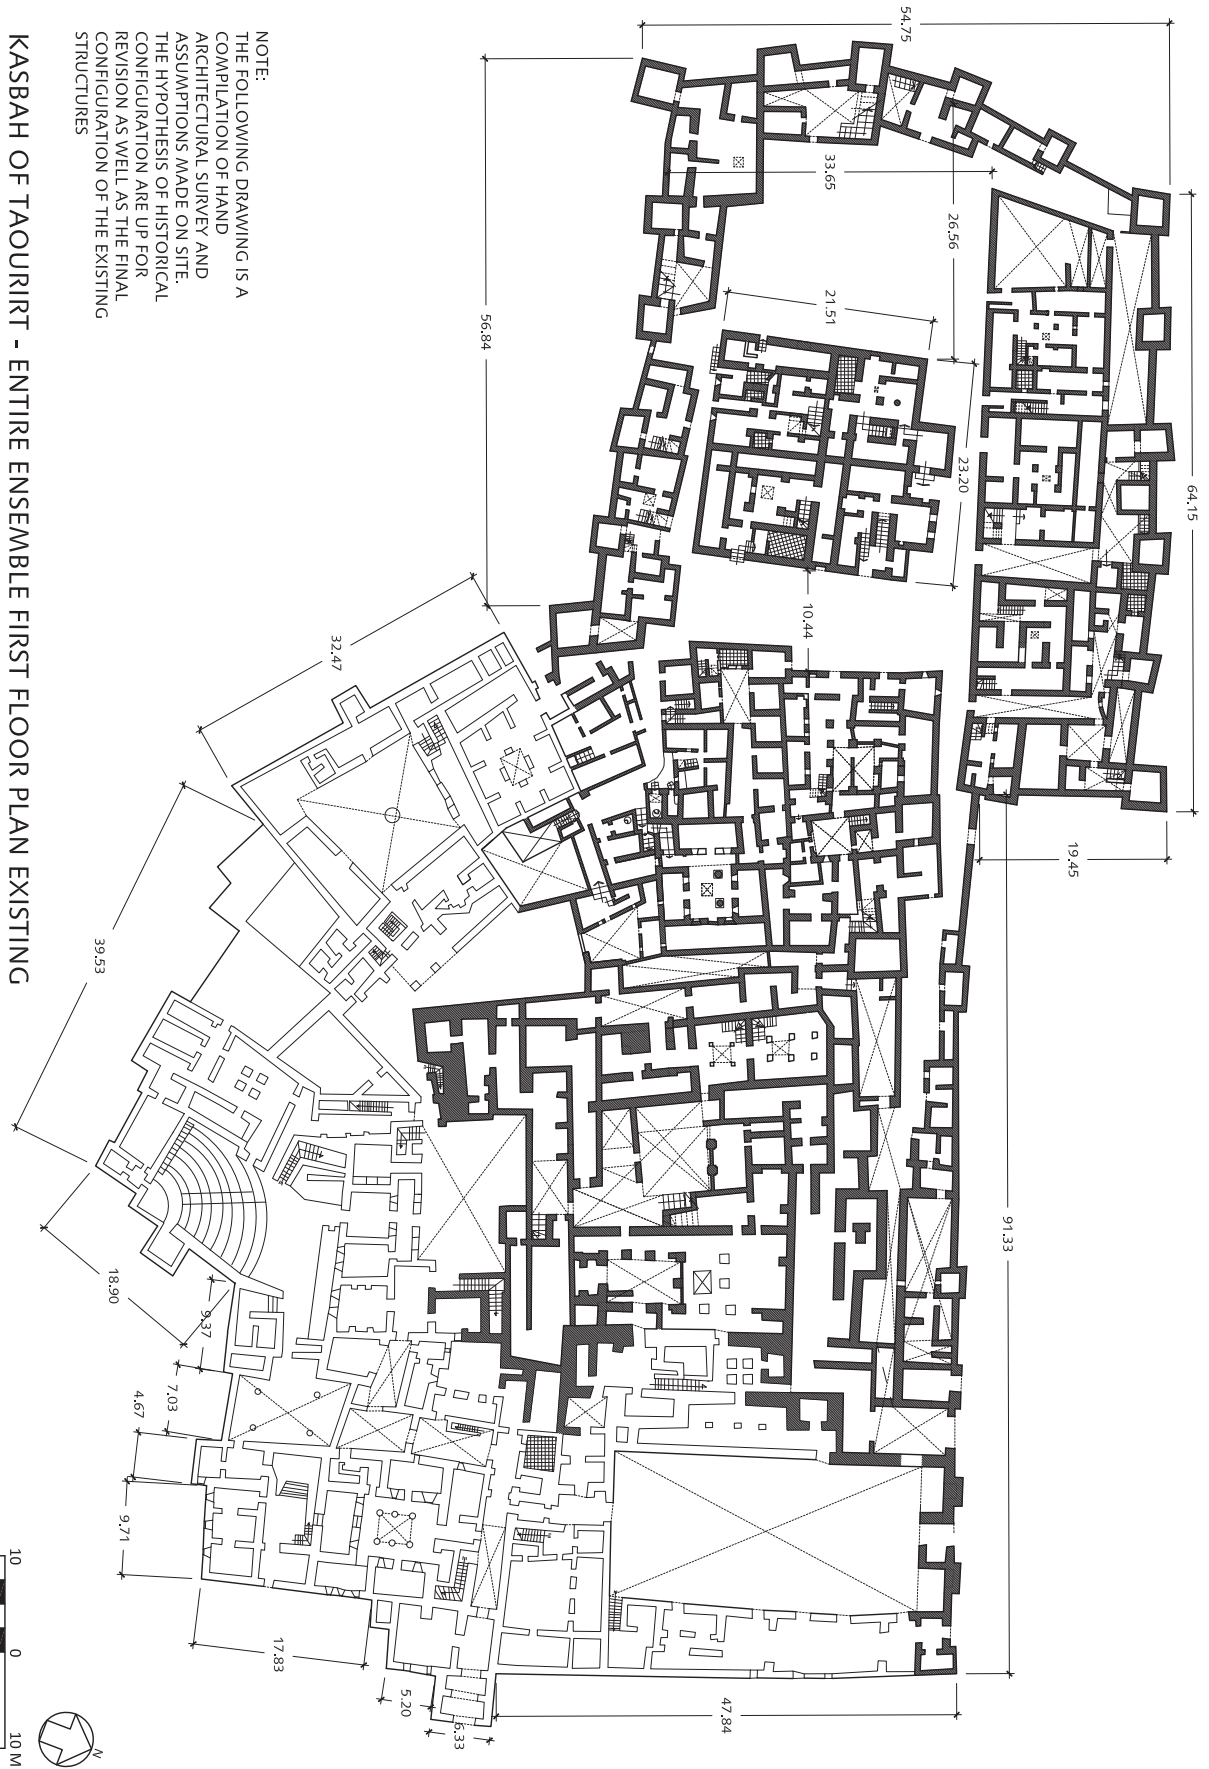 KASBAH OF TAOURIRT - ENTIRE ENSEMBLE FIRST FLOOR PLAN EXISTING
NOTE:
THE FOLLOWING DRAWING IS A
COMPILATION OF HAND
ARCHITECTURAL SURVEY AND
ASSUMPTIONS MADE ON SITE.
THE HYPOTHESIS OF HISTORICAL
CONFIGURATION ARE UP FOR
REVISION AS WELL AS THE FINAL
CONFIGURATION OF THE EXISTING
STRUCTURES
54.75
33.65
26.56
64.15
21.51
56.84
23.20
10.44
32.47
19.45
39.53
91.33
18.90
9.37
7.03
4.67
9.71
17.83
5.20
6.33
47.84
10
0
10 M
N